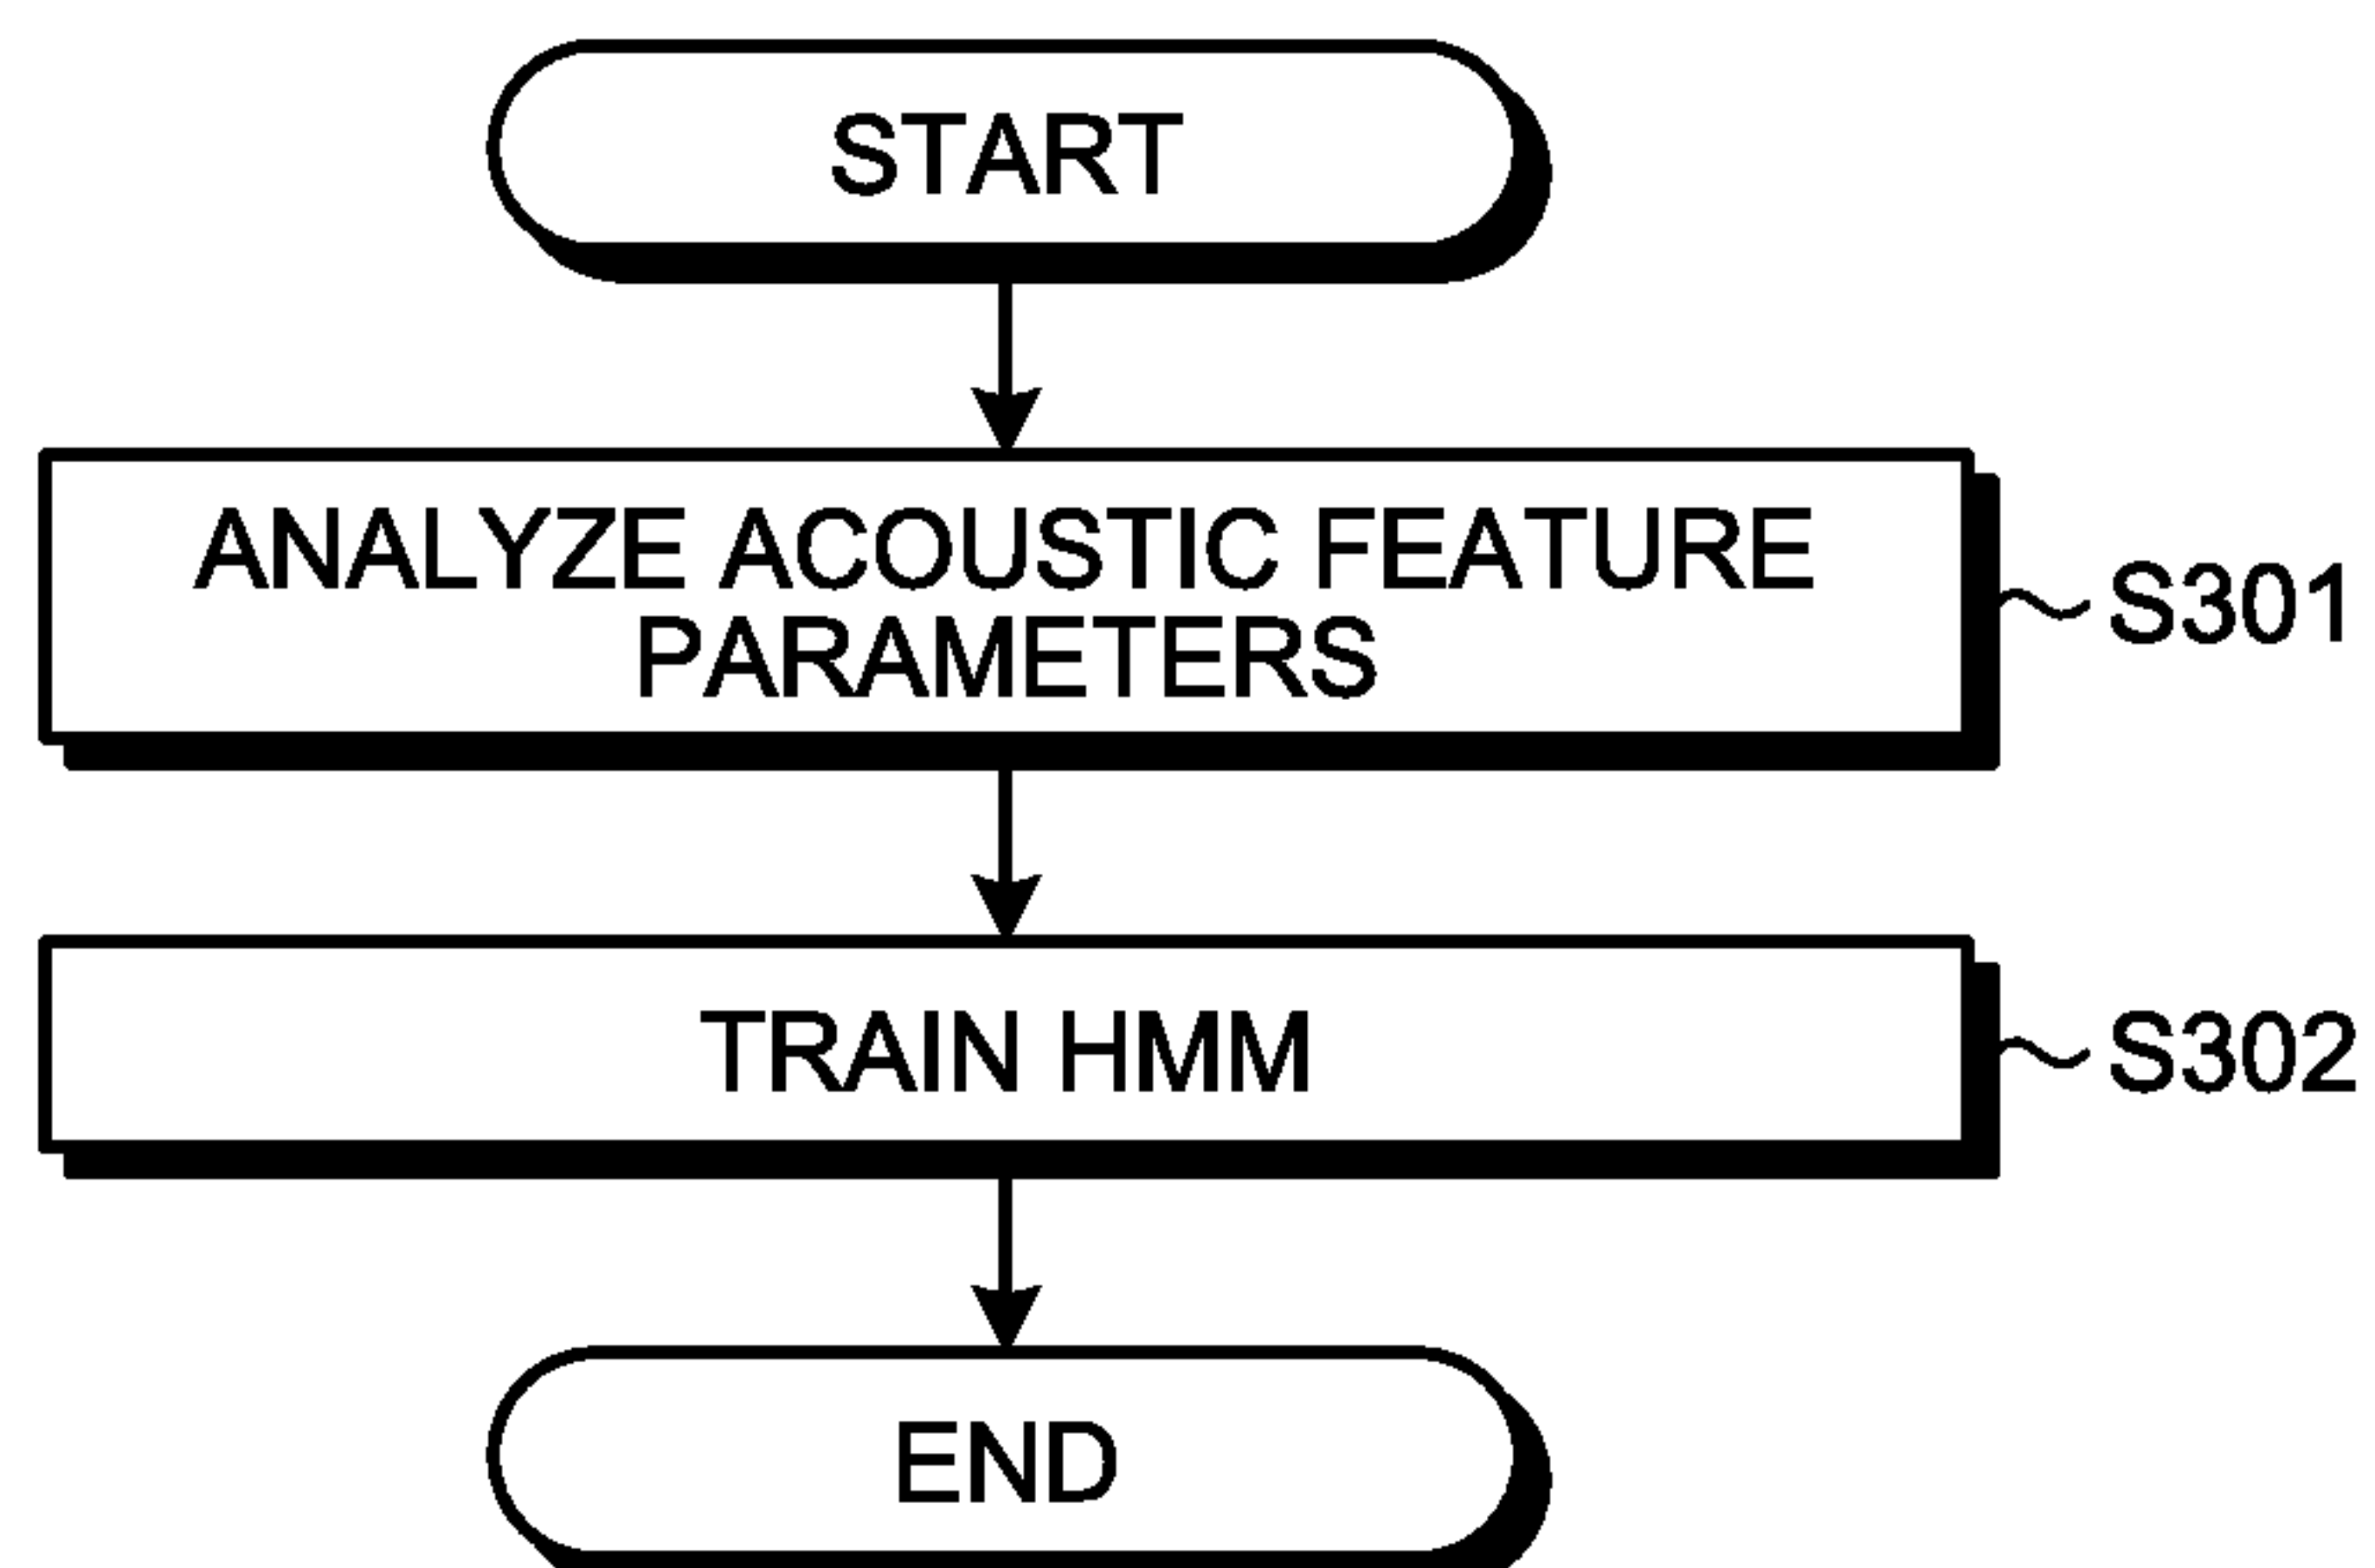 START
ANALYZE ACOUSTIC FEATURE
PARAMETERS
S301
TRAIN HMM
S302
END